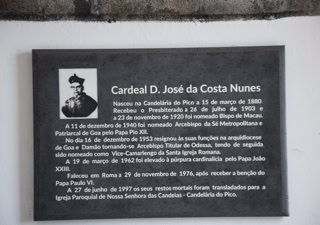 Cardeal D. José da Costa Nunes
Nasceu na Candelária do Pico a 15 de março de 1880.
Recebeu o Presbiterado a 26 de julho de 1903 e
a 23 de novembro de 1920 foi nomeado Bispo de Macau.
A 11 de dezembro de 1940 foi nomeado Arcebispo da Sé Metropolitana e
Patriarcal de Goa pelo Papa Pio XII.
No dia 16 de dezembro de 1953 resignou às suas funções na arquidiocese
de Goa e Damão tornando-se Arcebispo Titular de Odessa, tendo de seguida
sido nomeado como Vice-Camarlengo da Santa Igreja Romana.
A 19 de março de 1962 foi elevado à púrpura cardinalícia pelo Papa João
XXIII.
Faleceu em Roma a 29 de novembro de 1976, após receber a benção do
Papa Paulo VI.
A 27 de junho de 1997 os seus restos mortais foram transladados para a
Igreja Paroquial de Nossa Senhora das Candeias - Candelária do Pico.